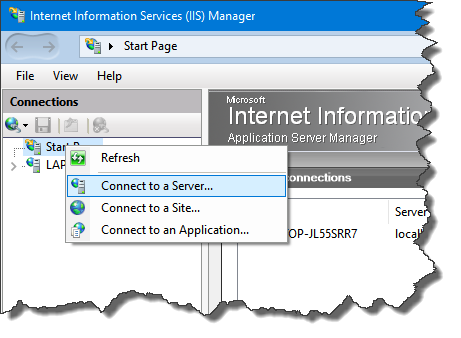 Internet Information Services (IIS) Manager
Start Page
File View Help
Connections
Microsoft
Internet Informatio
Application Server Manager
Start P
Refresh
LAP
Connect to a Server...
onnections
Connect to a Site...
Server
Connect to an Application...
OP-JL55SRR7 local